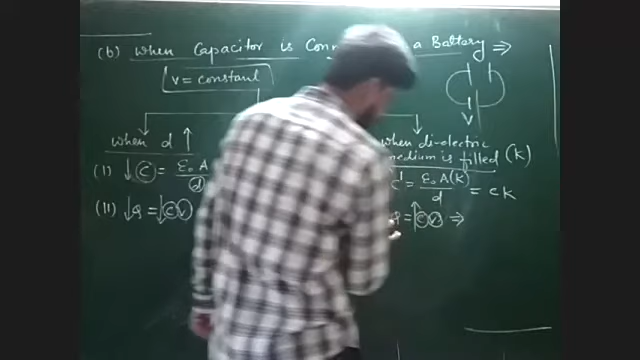 (b) when Capacitor is Con a Battery ⇒
V = constant
when d ↑
when di-electric
medium is filled (K)
(I) ↓C = ε₀A/d
C' = ε₀A(K)/d = CK
(II) ↓Q = ↓CV
Q = ↑CV ⇒
V